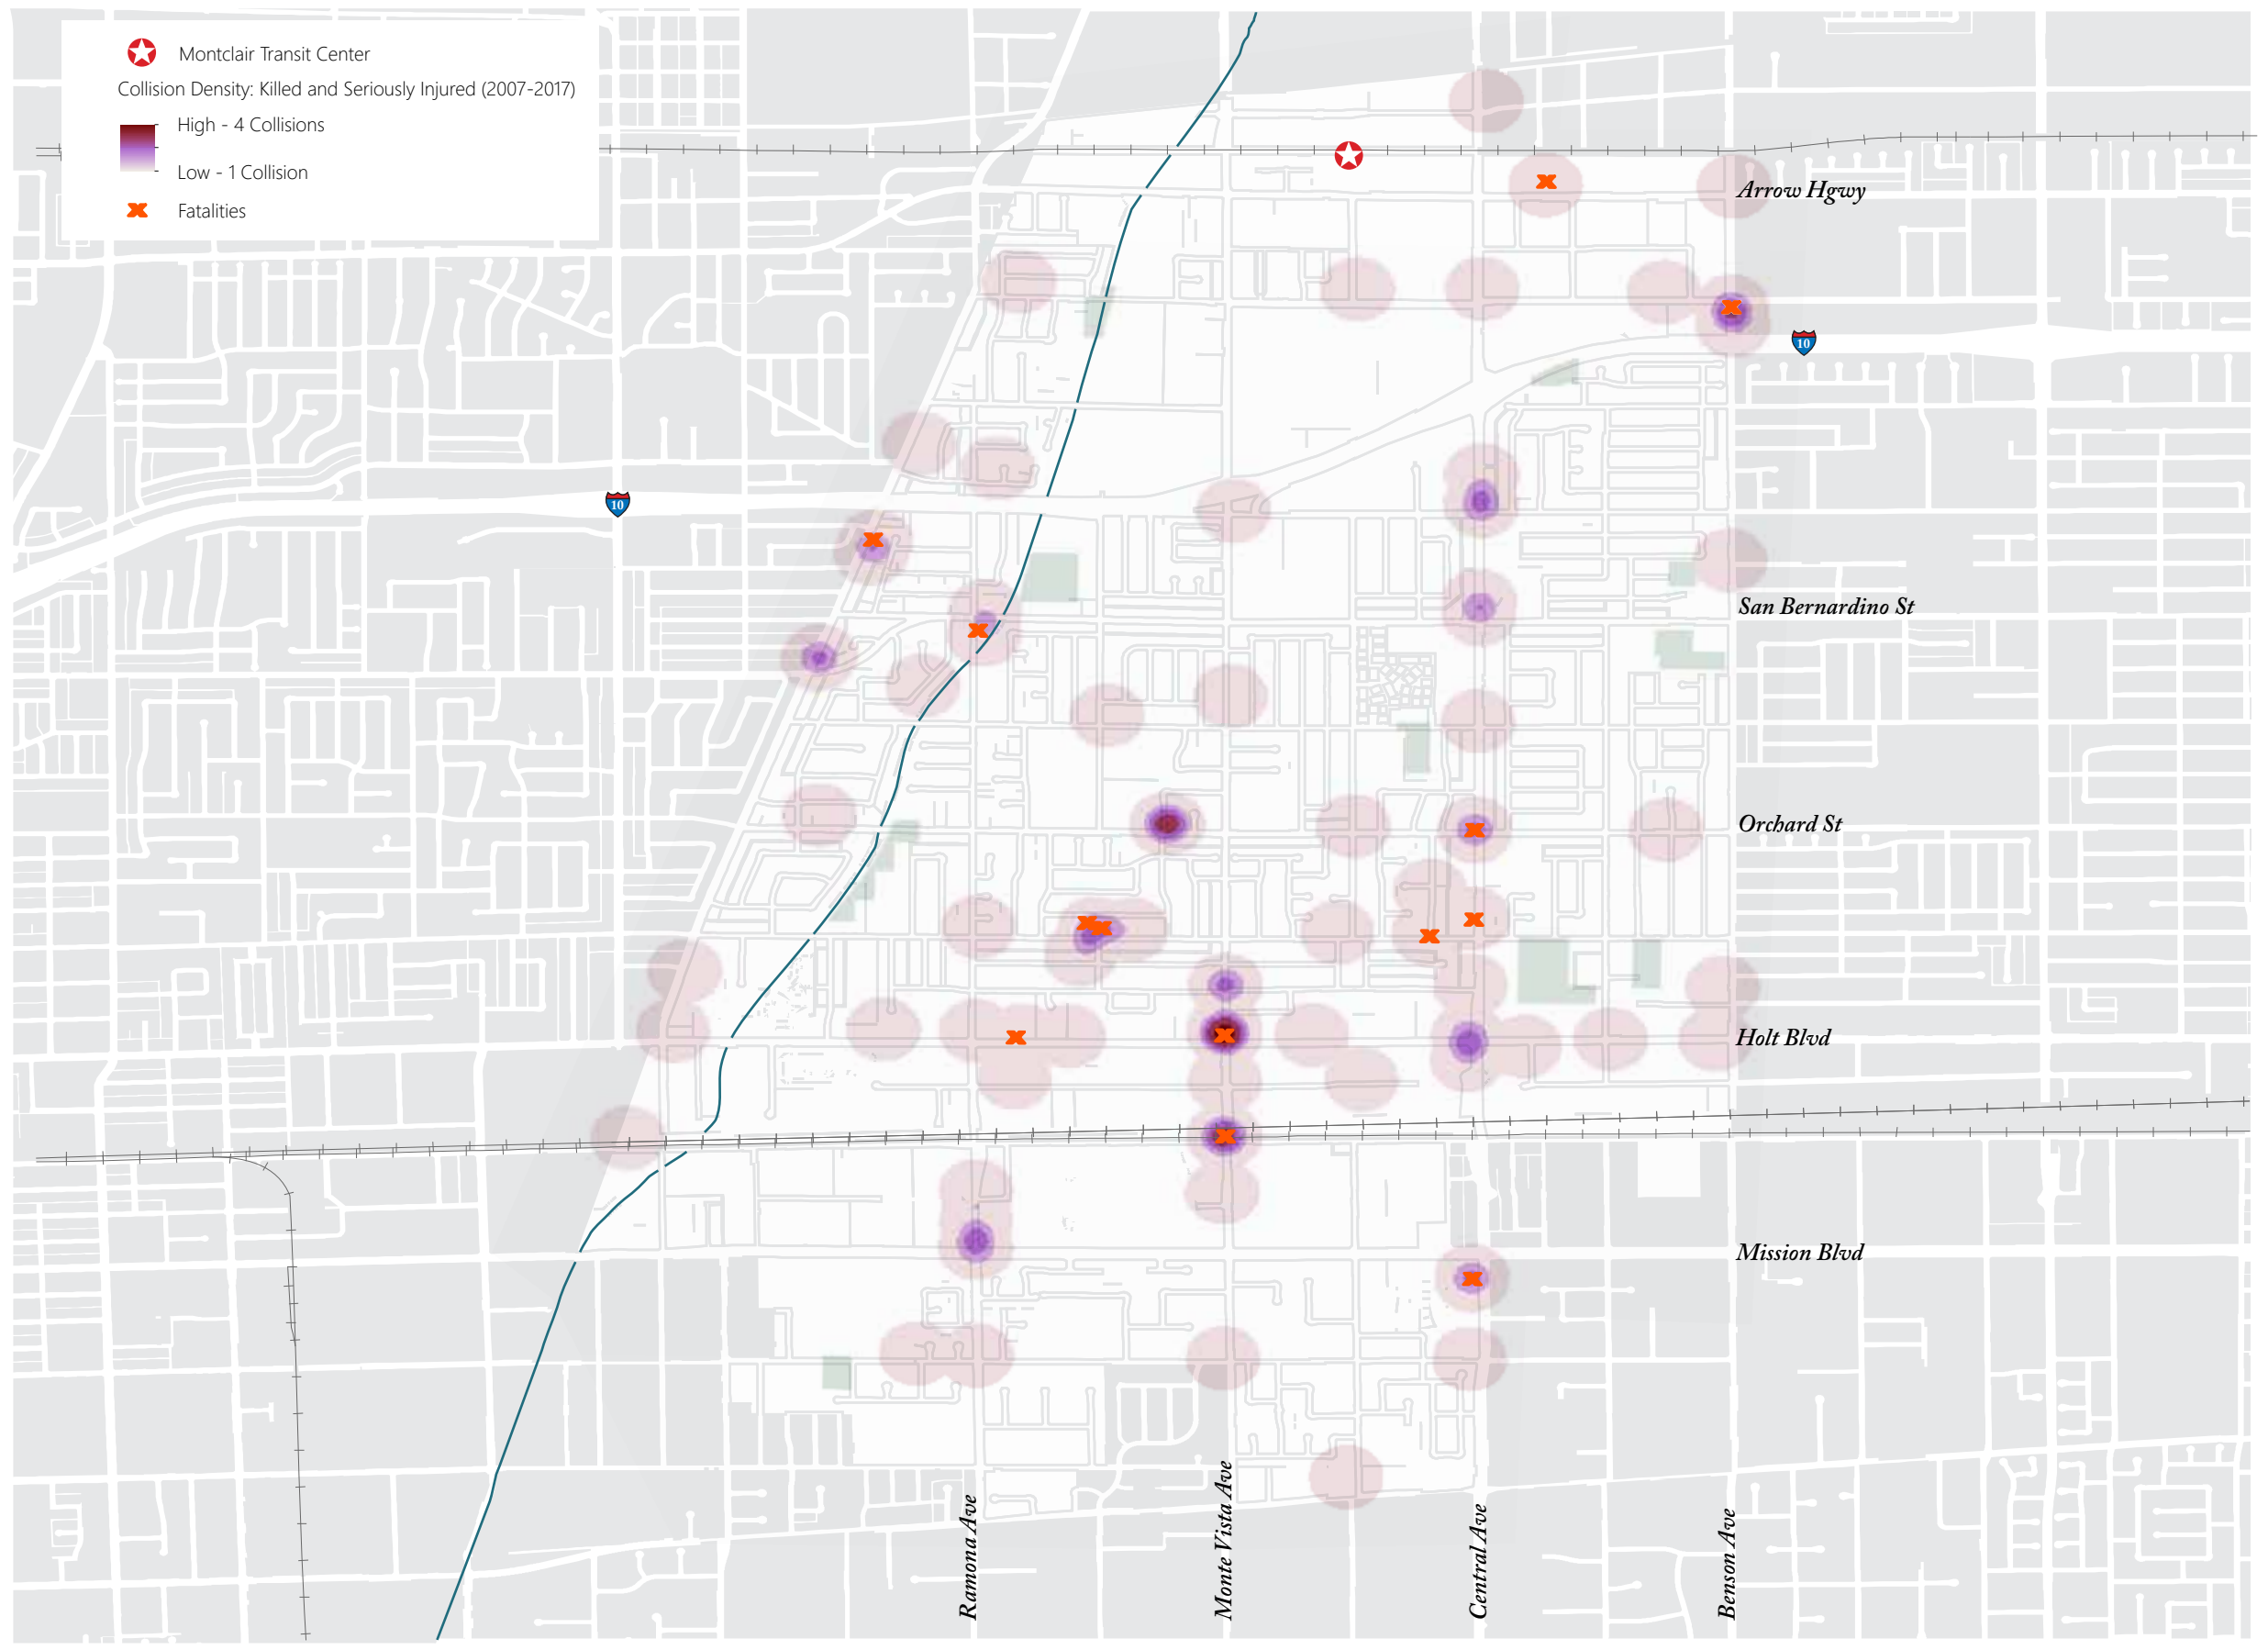 Montclair Transit Center
Collision Density: Killed and Seriously Injured (2007-2017)
High - 4 Collisions
Low - 1 Collision
Fatalities
Arrow Hgwy
10
10
San Bernardino St
Orchard St
Holt Blvd
Mission Blvd
Ramona Ave
Monte Vista Ave
Central Ave
Benson Ave